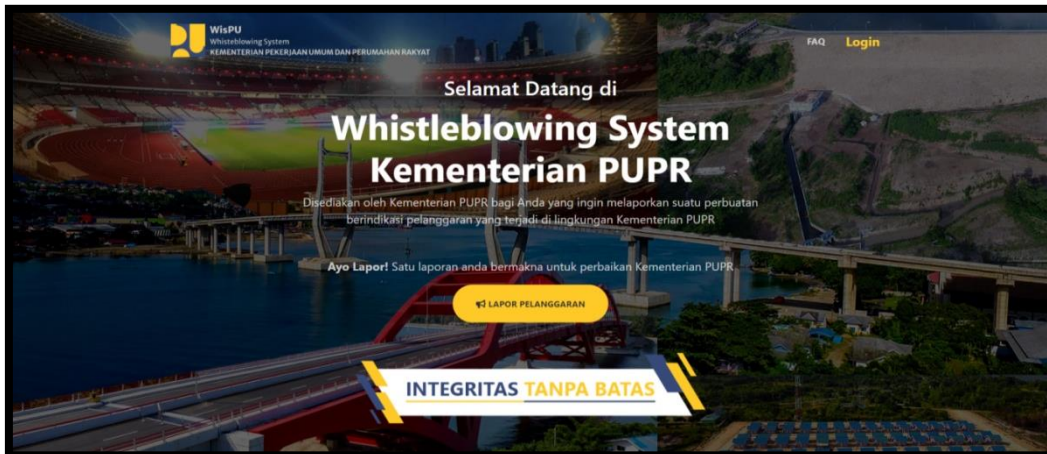 WisPU
Whisteblowing System
KEMENTERIAN PEKERJAAN UMUM DAN PERUMAHAN RAKYAT
FAQ Login
Selamat Datang di
Whistleblowing System
Kementerian PUPR
Disediakan oleh Kementerian PUPR bagi Anda yang ingin melaporkan suatu perbuatan
berindikasi pelanggaran yang terjadi di lingkungan Kementerian PUPR
Ayo Lapor! Satu laporan anda bermakna untuk perbaikan Kementerian PUPR
LAPOR PELANGGARAN
INTEGRITAS TANPA BATAS